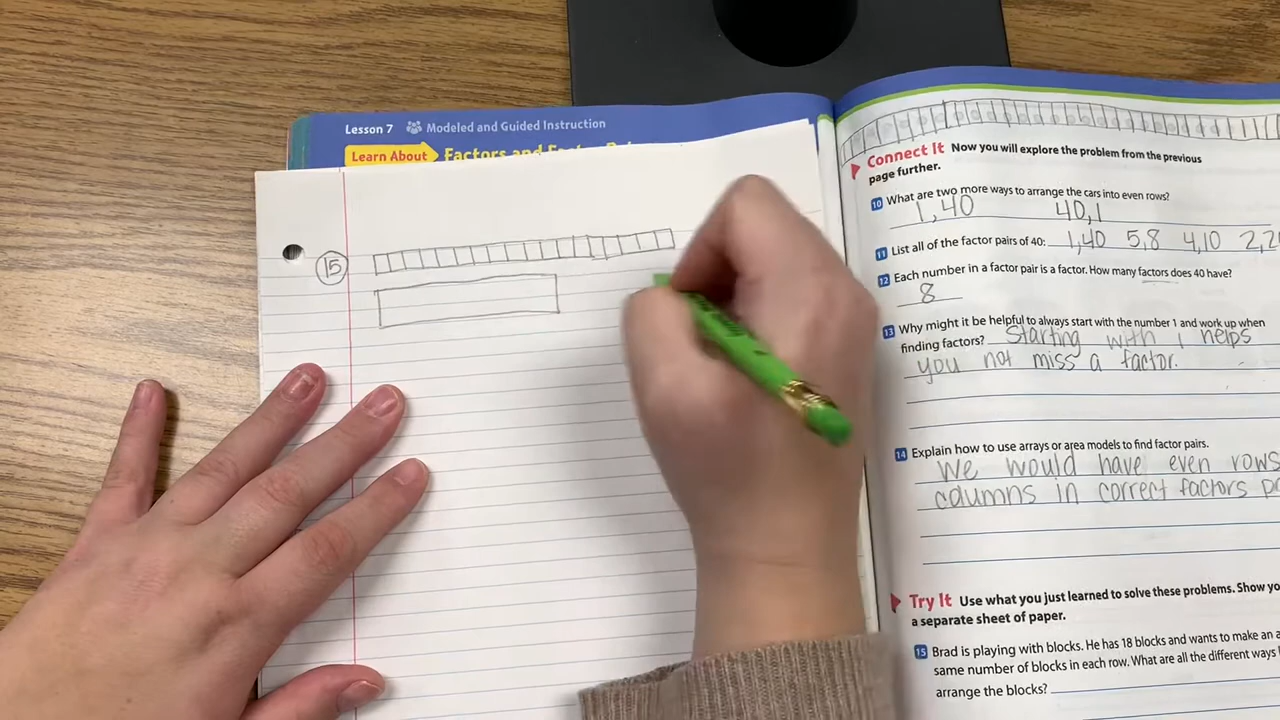 Lesson 7 Modeled and Guided Instruction
Learn About Factors and Factor
15
Connect It Now you will explore the problem from the previous
page further.
10 What are two more ways to arrange the cars into even rows?
1,40 40,1
11 List all of the factor pairs of 40: 1,40 5,8 4,10 2,2
12 Each number in a factor pair is a factor. How many factors does 40 have?
8
13 Why might it be helpful to always start with the number 1 and work up when
finding factors? Starting with 1 helps
you not miss a factor.
14 Explain how to use arrays or area models to find factor pairs.
We would have even rows
columns in correct factors
Try It Use what you just learned to solve these problems. Show
a separate sheet of paper.
15 Brad is playing with blocks. He has 18 blocks and wants to make an
same number of blocks in each row. What are all the different ways
arrange the blocks?